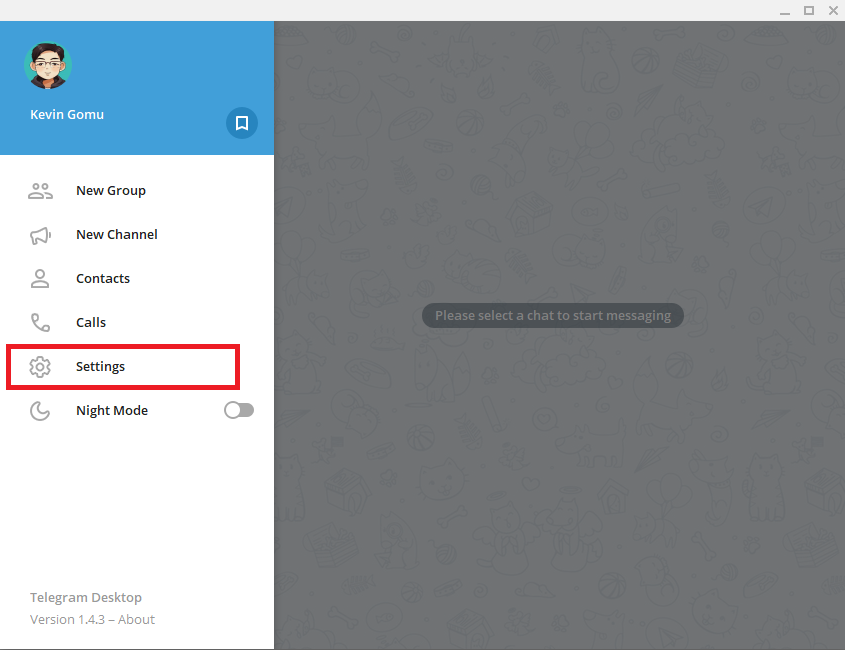 Kevin Gomu
New Group
New Channel
Contacts
Calls
Settings
Night Mode
Please select a chat to start messaging
Telegram Desktop
Version 1.4.3 – About